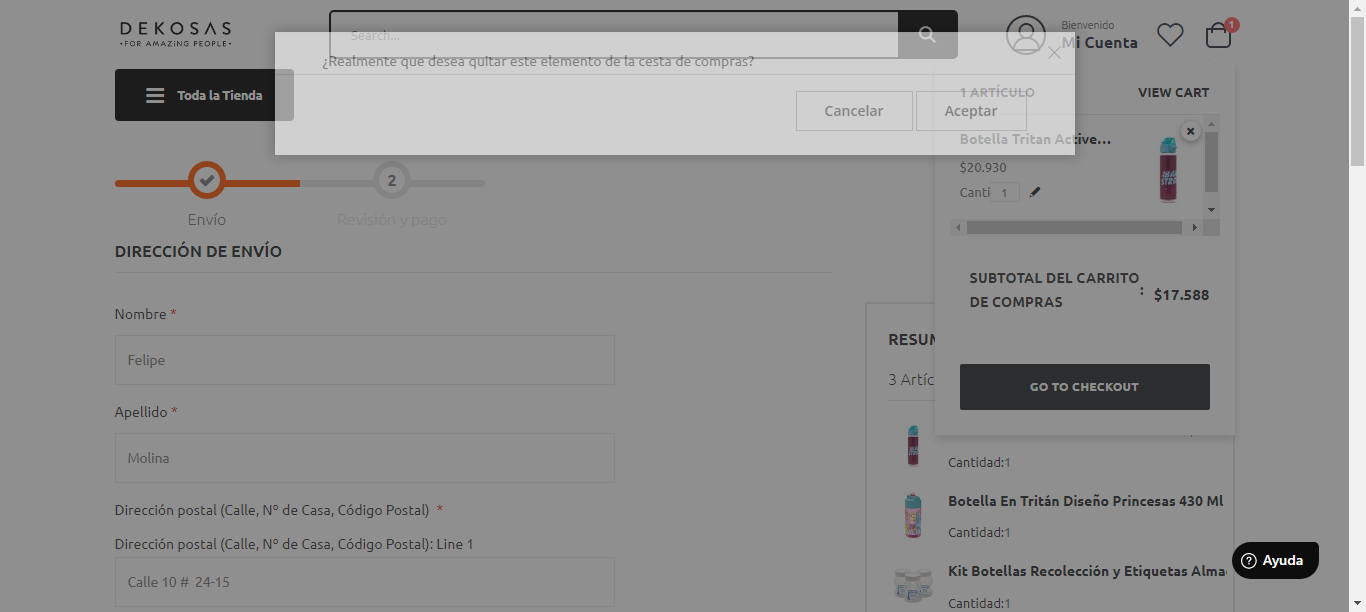 DEKOSAS
•FOR AMAZING PEOPLE•
Search...
Bienvenido
Mi Cuenta
1
¿Realmente que desea quitar este elemento de la cesta de compras?
Cancelar
Aceptar
Toda la Tienda
1 ARTÍCULO
VIEW CART
Botella Tritan Active...
$20.930
Canti 1
SUBTOTAL DEL CARRITO DE COMPRAS : $17.588
GO TO CHECKOUT
2
Envío
Revisión y pago
DIRECCIÓN DE ENVÍO
Nombre *
Felipe
Apellido *
Molina
Dirección postal (Calle, Nº de Casa, Código Postal) *
Dirección postal (Calle, Nº de Casa, Código Postal): Line 1
Calle 10 # 24-15
RESUM
3 Artíc
Cantidad:1
Botella En Tritán Diseño Princesas 430 Ml
Cantidad:1
Kit Botellas Recolección y Etiquetas Alma
Cantidad:1
Ayuda